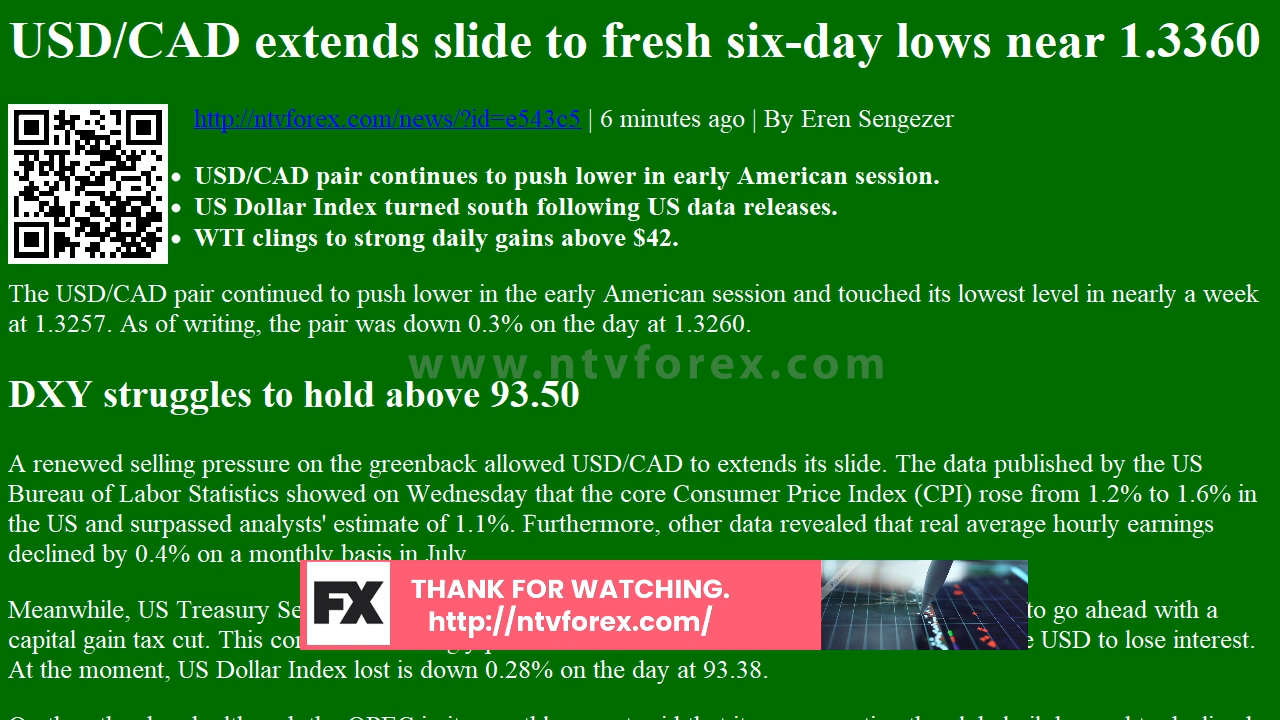 USD/CAD extends slide to fresh six-day lows near 1.3360
http://ntvforex.com/news/?id=e543c5 | 6 minutes ago | By Eren Sengezer
• USD/CAD pair continues to push lower in early American session.
• US Dollar Index turned south following US data releases.
• WTI clings to strong daily gains above $42.
The USD/CAD pair continued to push lower in the early American session and touched its lowest level in nearly a week
at 1.3257. As of writing, the pair was down 0.3% on the day at 1.3260.
www.ntvforex.com
DXY struggles to hold above 93.50
A renewed selling pressure on the greenback allowed USD/CAD to extends its slide. The data published by the US
Bureau of Labor Statistics showed on Wednesday that the core Consumer Price Index (CPI) rose from 1.2% to 1.6% in
the US and surpassed analysts' estimate of 1.1%. Furthermore, other data revealed that real average hourly earnings
declined by 0.4% on a monthly basis in July
FX
THANK FOR WATCHING.
http://ntvforex.com/
Meanwhile, US Treasury to go ahead with a
capital gain tax cut. This USD to lose interest.
At the moment, US Dollar Index lost is down 0.28% on the day at 93.38.